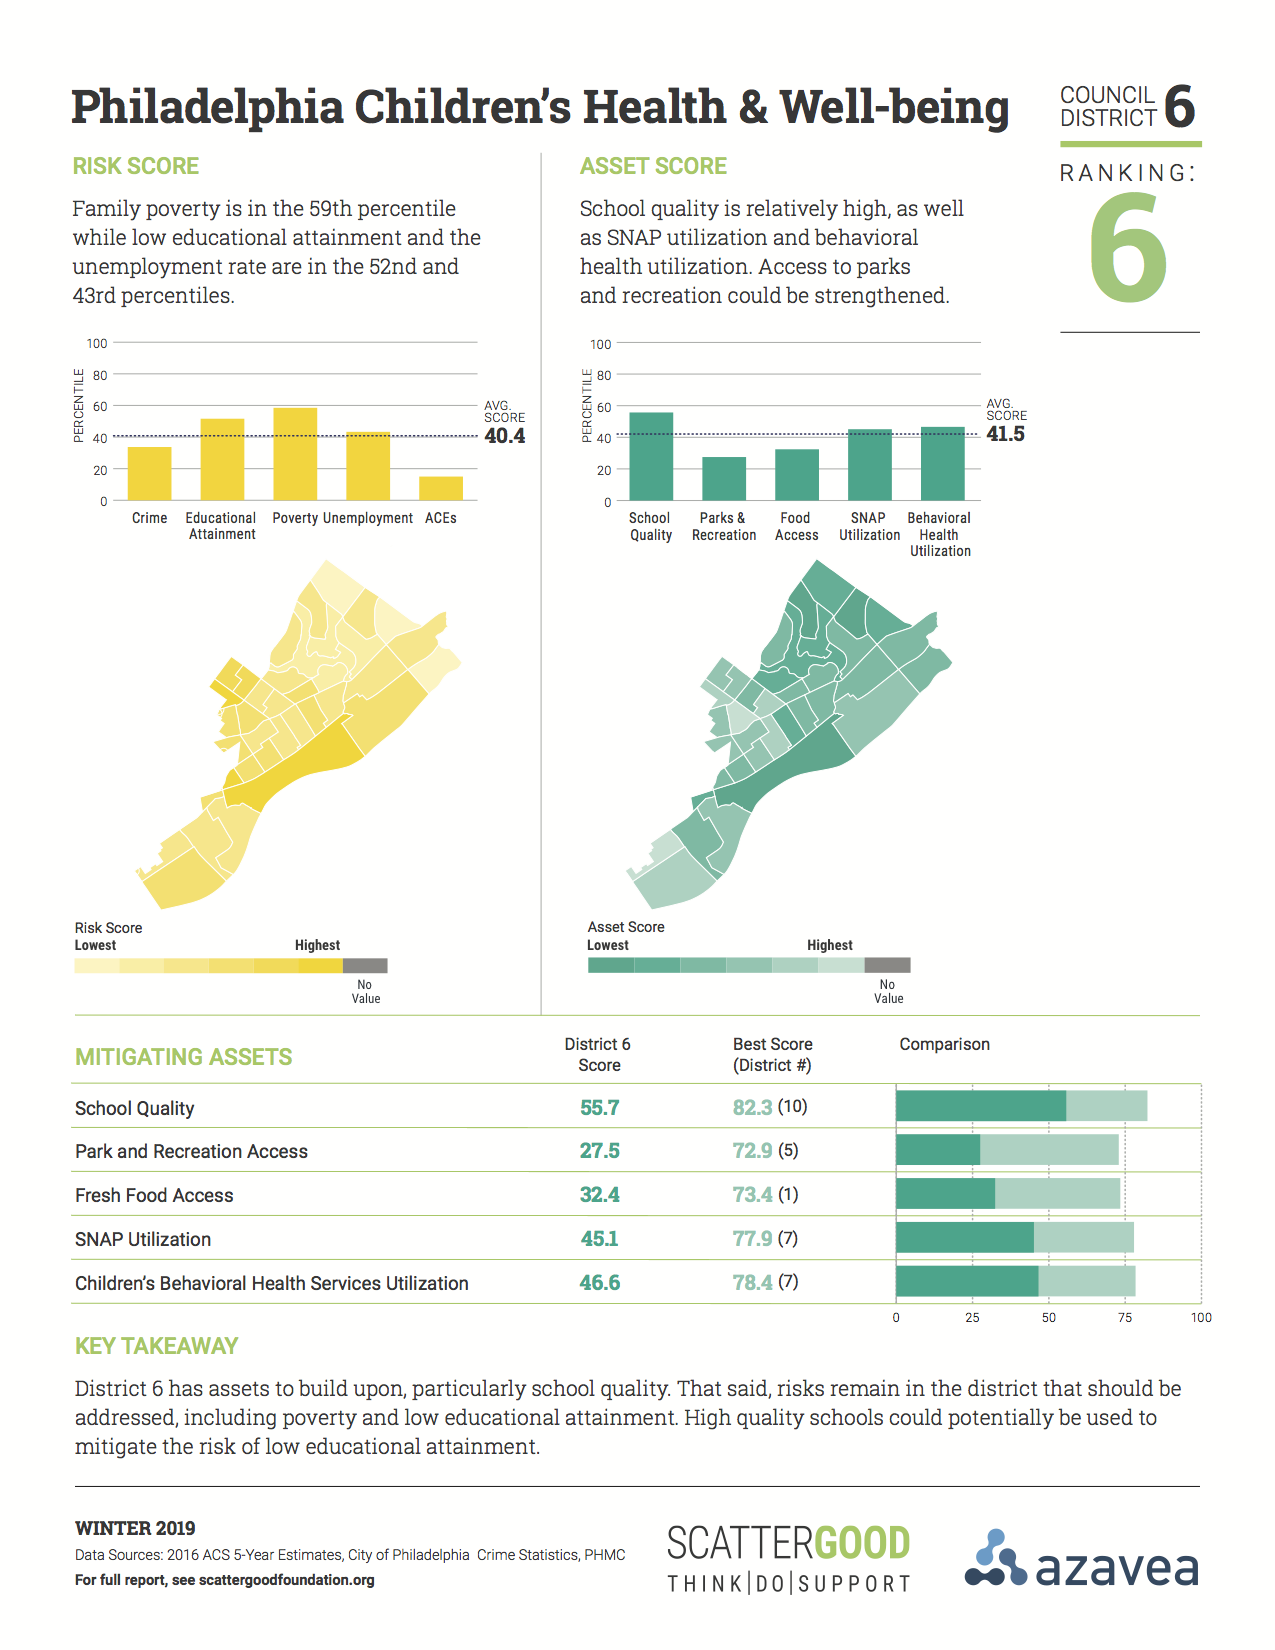 Philadelphia Children's Health & Well-being
COUNCIL
DISTRICT 6
RANKING:
6
RISK SCORE
Family poverty is in the 59th percentile
while low educational attainment and the
unemployment rate are in the 52nd and
43rd percentiles.
100
80
60
40
20
0
PERCENTILE
AVG.
SCORE
40.4
Crime
Educational
Attainment
Poverty
Unemployment
ACEs
Risk Score
Lowest
Highest
No
Value
ASSET SCORE
School quality is relatively high, as well
as SNAP utilization and behavioral
health utilization. Access to parks
and recreation could be strengthened.
100
80
60
40
20
0
PERCENTILE
AVG.
SCORE
41.5
School
Quality
Parks &
Recreation
Food
Access
SNAP
Utilization
Behavioral
Health
Utilization
Asset Score
Lowest
Highest
No
Value
MITIGATING ASSETS
District 6
Score
Best Score
(District #)
Comparison
School Quality 55.7 82.3 (10)
Park and Recreation Access 27.5 72.9 (5)
Fresh Food Access 32.4 73.4 (1)
SNAP Utilization 45.1 77.9 (7)
Children's Behavioral Health Services Utilization 46.6 78.4 (7)
0 25 50 75 100
KEY TAKEAWAY
District 6 has assets to build upon, particularly school quality. That said, risks remain in the district that should be
addressed, including poverty and low educational attainment. High quality schools could potentially be used to
mitigate the risk of low educational attainment.
WINTER 2019
Data Sources: 2016 ACS 5-Year Estimates, City of Philadelphia Crime Statistics, PHMC
For full report, see scattergoodfoundation.org
SCATTERGOOD
THINK|DO|SUPPORT
azavea